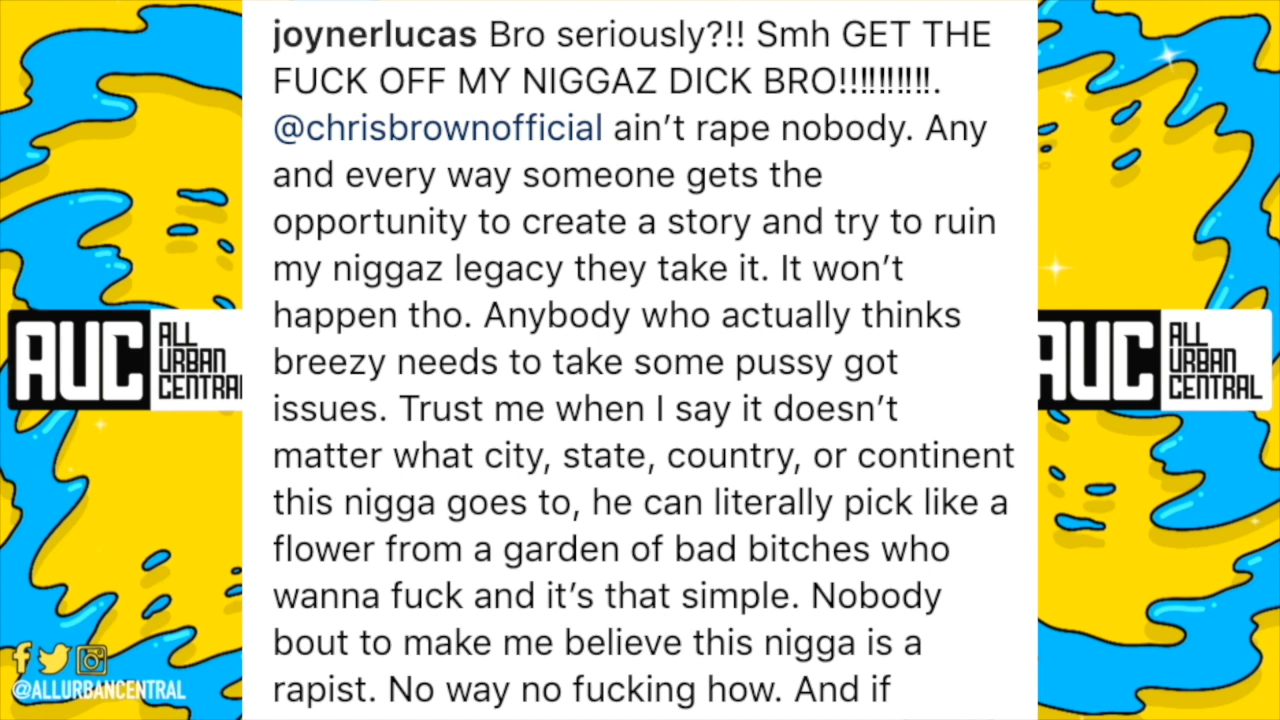 joynerlucas Bro seriously?!! Smh GET THE
FUCK OFF MY NIGGAZ DICK BRO!!!!!!!!!!!!.
@chrisbrownofficial ain’t rape nobody. Any
and every way someone gets the
opportunity to create a story and try to ruin
my niggaz legacy they take it. It won’t
happen tho. Anybody who actually thinks
breezy needs to take some pussy got
issues. Trust me when I say it doesn’t
matter what city, state, country, or continent
this nigga goes to, he can literally pick like a
flower from a garden of bad bitches who
wanna fuck and it’s that simple. Nobody
bout to make me believe this nigga is a
rapist. No way no fucking how. And if
AUC
ALL
URBAN
CENTRAL
AUC
ALL
URBAN
CENTRAL
@ALLURBANCENTRAL